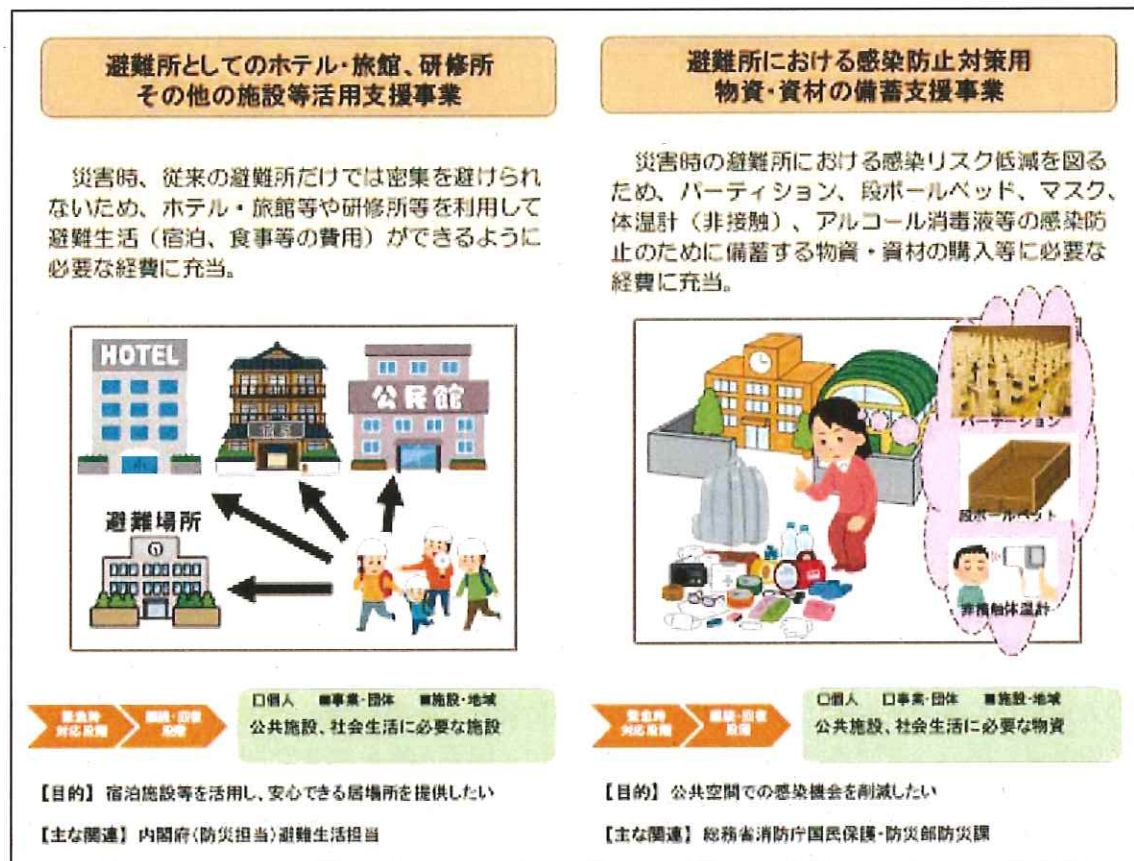 避難所としてのホテル・旅館、研修所
その他の施設等活用支援事業
災害時、従来の避難所だけでは密集を避けられ
ないため、ホテル・旅館等や研修所等を利用して
避難生活（宿泊、食事等の費用）ができるように
必要な経費に充当。
HOTEL
公民館
避難場所
緊急時
対応段階
□個人 ■事業・団体 ■施設・地域
公共施設、社会生活に必要な施設
【目的】 宿泊施設等を活用し、安心できる居場所を提供したい
【主な関連】 内閣府（防災担当）避難生活担当
避難所における感染防止対策用
物資・資材の備蓄支援事業
災害時の避難所における感染リスク低減を図る
ため、パーティション、段ボールベッド、マスク、
体温計（非接触）、アルコール消毒液等の感染防
止のために備蓄する物資・資材の購入等に必要な
経費に充当。
パーテーション
段ボールベット
非接触体温計
緊急時
対応段階
□個人 □事業・団体 ■施設・地域
公共施設、社会生活に必要な物資
【目的】 公共空間での感染機会を削減したい
【主な関連】 総務省消防庁国民保護・防災部防災課